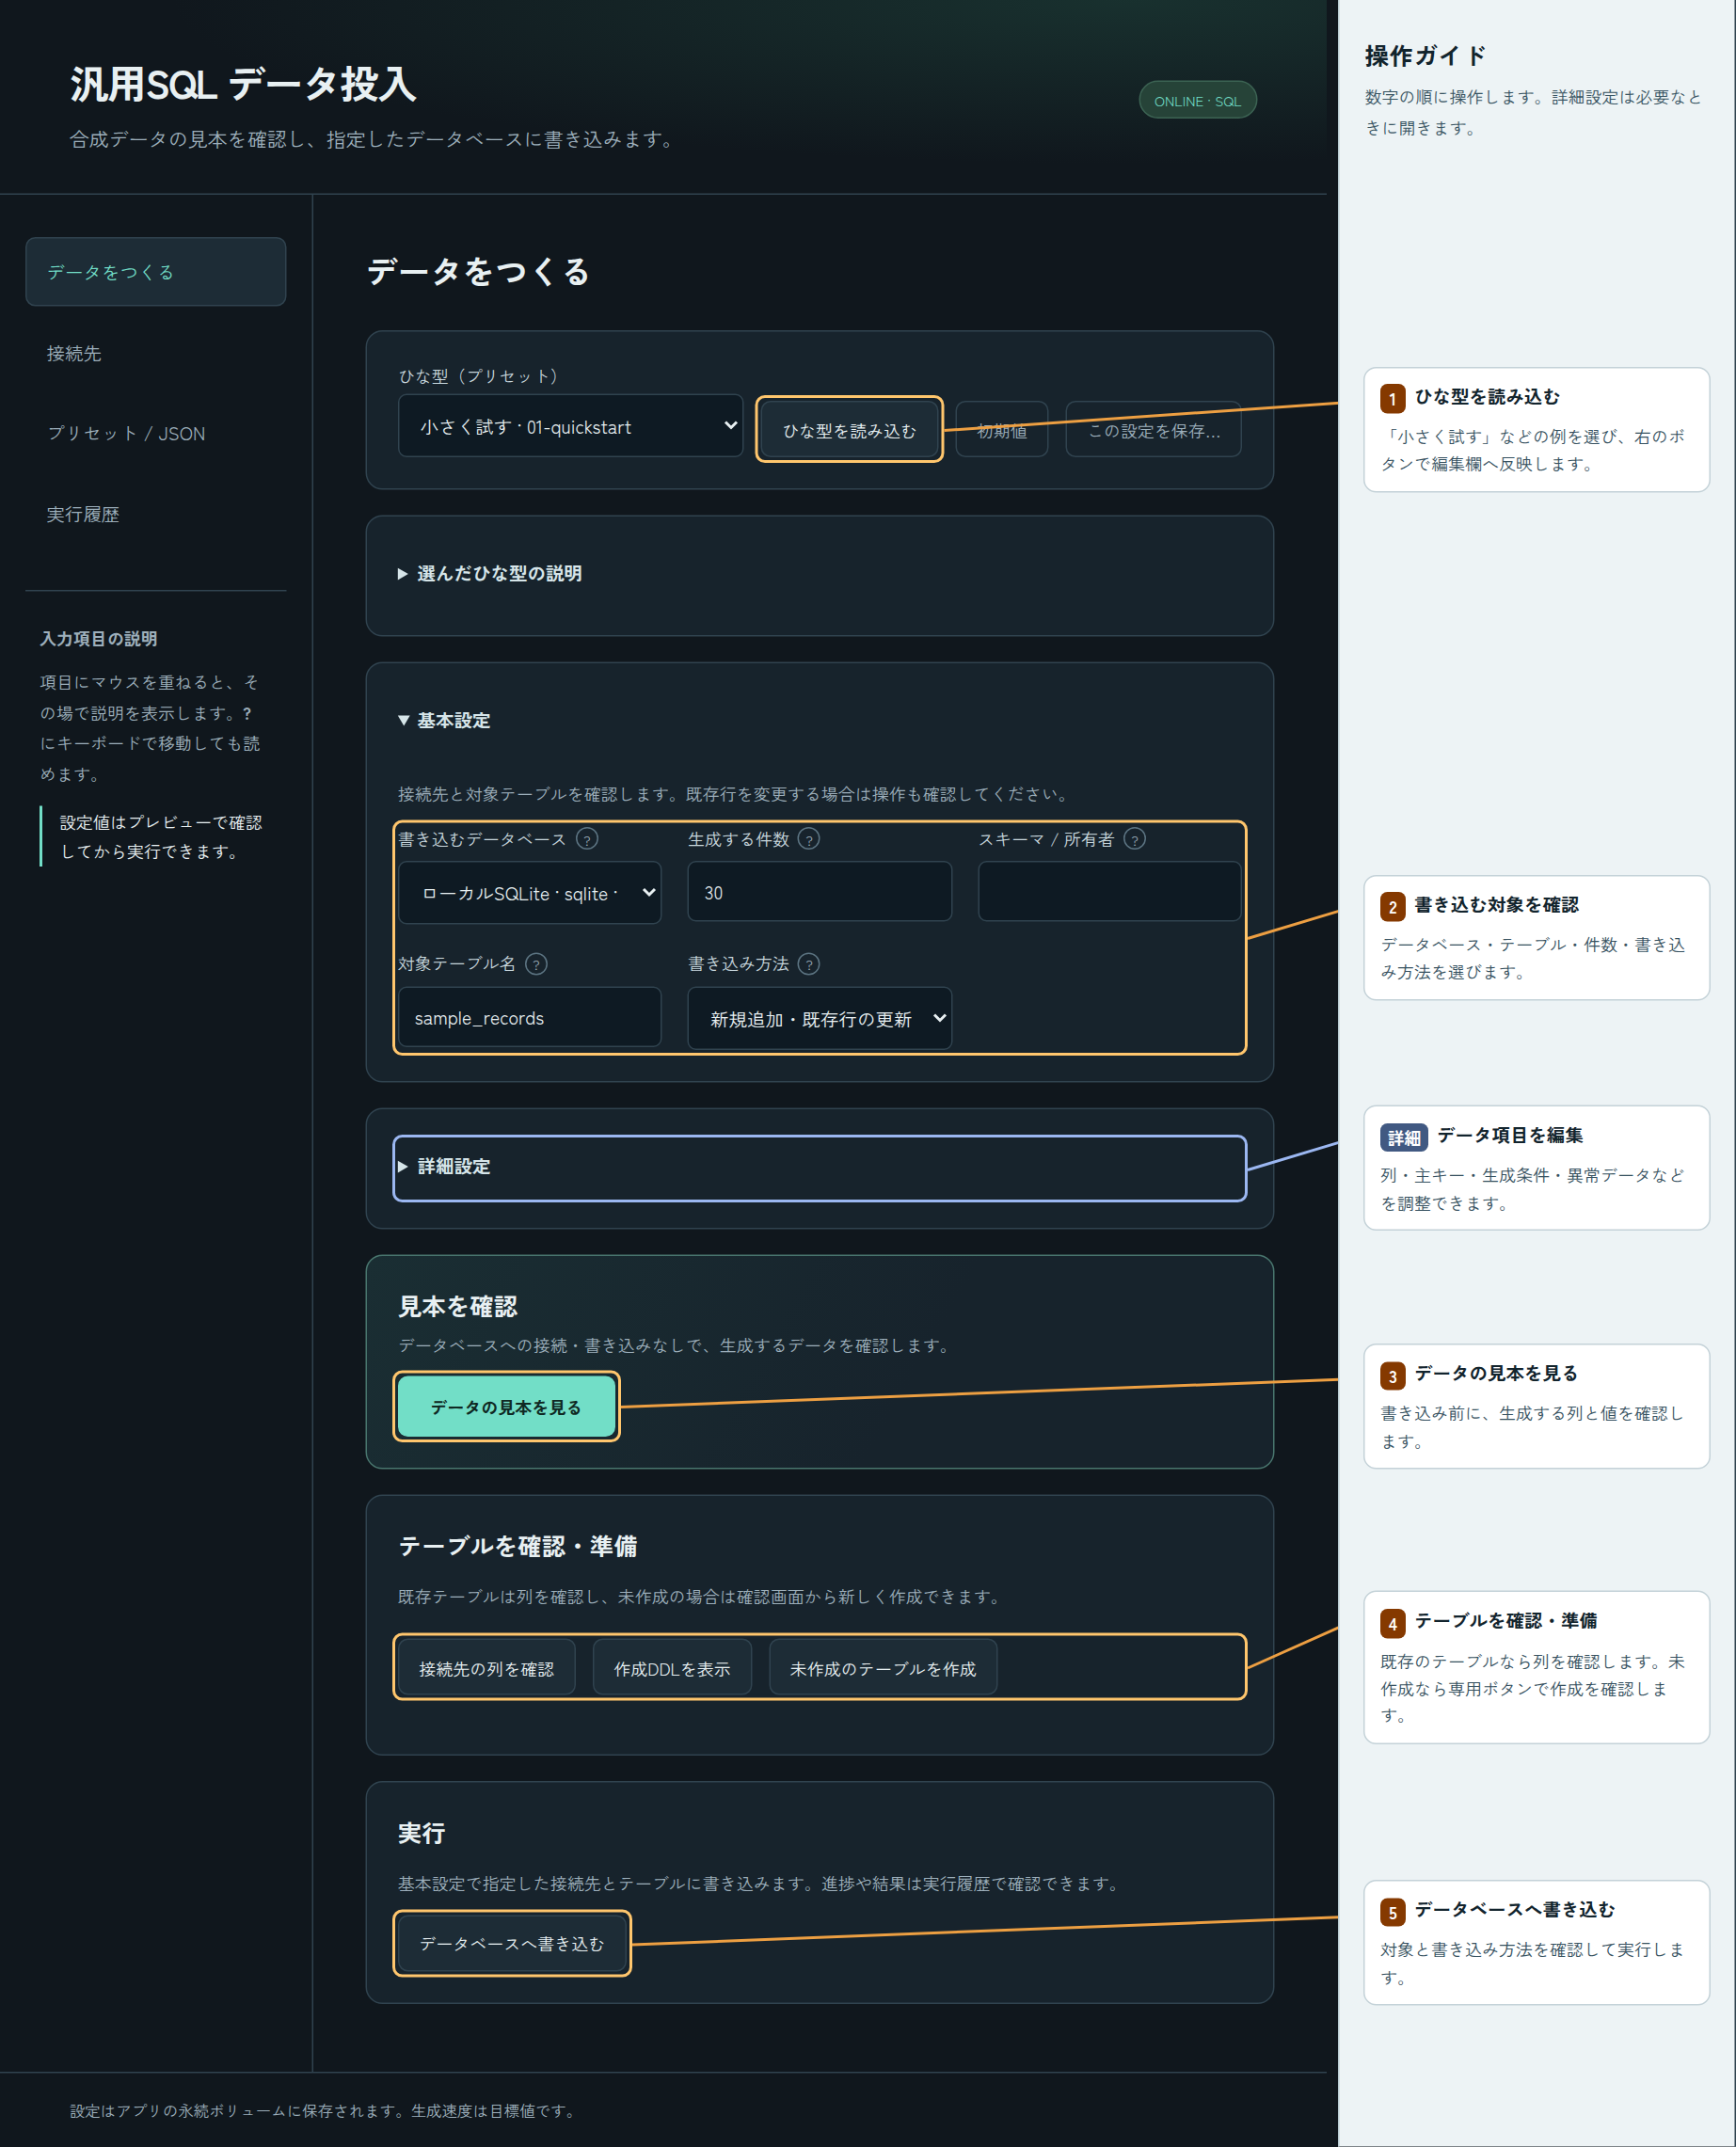 汎用SQL データ投入
合成データの見本を確認し、指定したデータベースに書き込みます。
ONLINE · SQL
データをつくる
接続先
プリセット / JSON
実行履歴
入力項目の説明
項目にマウスを重ねると、そ
の場で説明を表示します。?
にキーボードで移動しても読
めます。
設定値はプレビューで確認
してから実行できます。
データをつくる
ひな型（プリセット）
小さく試す · 01-quickstart
ひな型を読み込む
初期値
この設定を保存...
選んだひな型の説明
基本設定
接続先と対象テーブルを確認します。既存行を変更する場合は操作も確認してください。
書き込むデータベース ?
生成する件数 ?
スキーマ / 所有者 ?
ローカルSQLite · sqlite ·
30
対象テーブル名 ?
書き込み方法 ?
sample_records
新規追加・既存行の更新
詳細設定
見本を確認
データベースへの接続・書き込みなしで、生成するデータを確認します。
データの見本を見る
テーブルを確認・準備
既存テーブルは列を確認し、未作成の場合は確認画面から新しく作成できます。
接続先の列を確認
作成DDLを表示
未作成のテーブルを作成
実行
基本設定で指定した接続先とテーブルに書き込みます。進捗や結果は実行履歴で確認できます。
データベースへ書き込む
設定はアプリの永続ボリュームに保存されます。生成速度は目標値です。
操作ガイド
数字の順に操作します。詳細設定は必要なと
きに開きます。
1 ひな型を読み込む
「小さく試す」などの例を選び、右のボ
タンで編集欄へ反映します。
2 書き込む対象を確認
データベース・テーブル・件数・書き込
み方法を選びます。
詳細 データ項目を編集
列・主キー・生成条件・異常データなど
を調整できます。
3 データの見本を見る
書き込み前に、生成する列と値を確認し
ます。
4 テーブルを確認・準備
既存のテーブルなら列を確認します。未
作成なら専用ボタンで作成を確認しま
す。
5 データベースへ書き込む
対象と書き込み方法を確認して実行しま
す。